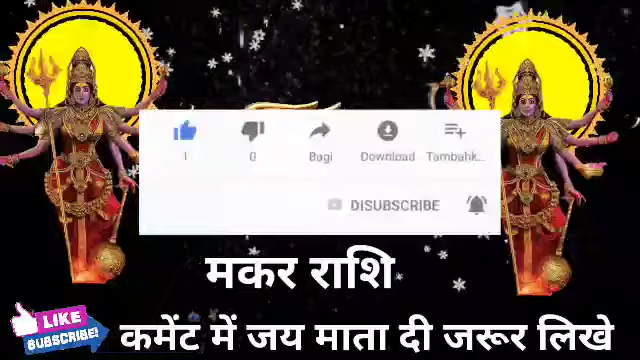 1 0 Bagi Download Tambahk...
DISUBSCRIBE
मकर राशि
LIKE
SUBSCRIBE!
कमेंट में जय माता दी जरूर लिखे